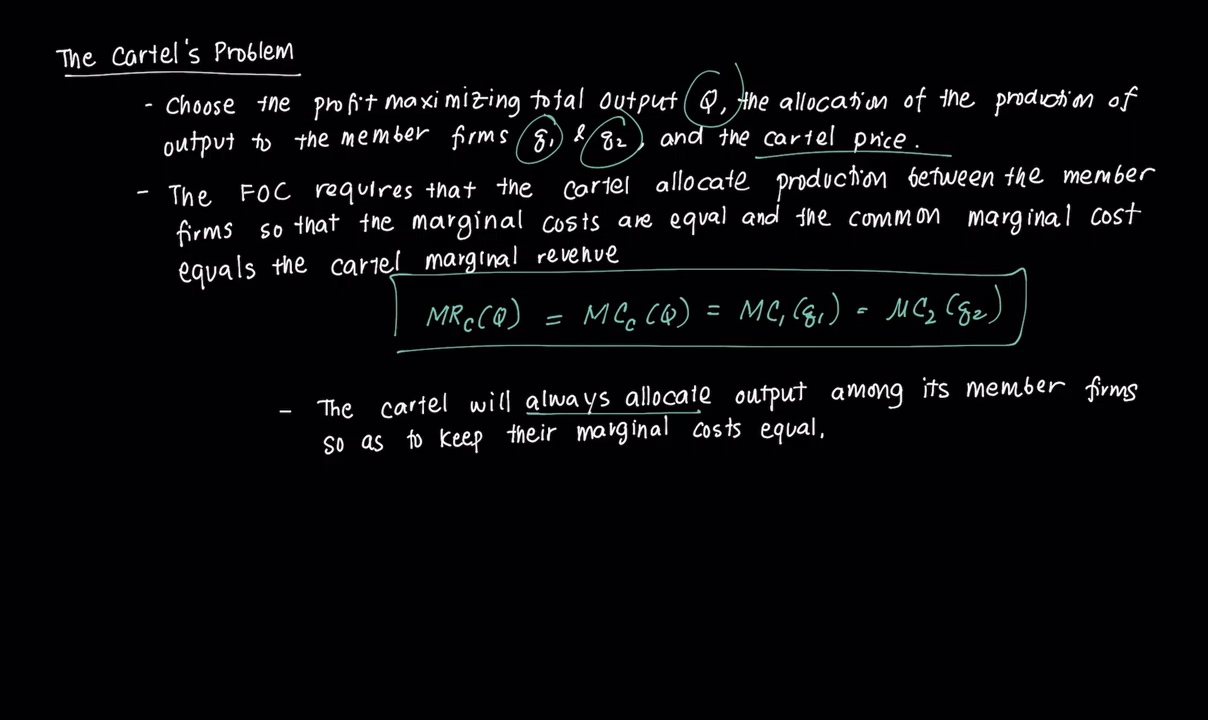 The Cartel's Problem
- Choose the profit maximizing total output Q, the allocation of the production of
output to the member firms q1 & q2, and the cartel price.
- The FOC requires that the cartel allocate production between the member
firms so that the marginal costs are equal and the common marginal cost
equals the cartel marginal revenue
MRc(Q) = MCc(Q) = MC1(q1) = MC2(q2)
- The cartel will always allocate output among its member firms
so as to keep their marginal costs equal.